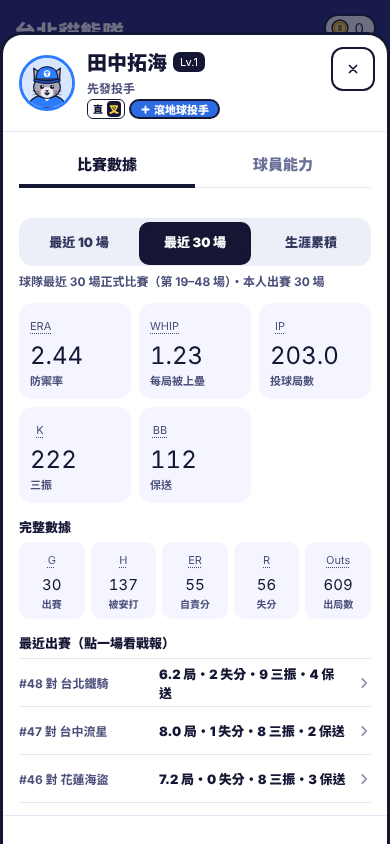 台北熊熊隊
0
田中拓海 Lv.1
先發投手
直 叉 + 滾地球投手
×
比賽數據 球員能力
最近 10 場 最近 30 場 生涯累積
球隊最近 30 場正式比賽（第 19–48 場）・本人出賽 30 場
ERA WHIP IP
2.44 1.23 203.0
防禦率 每局被上壘 投球局數
K BB
222 112
三振 保送
完整數據
G H ER R Outs
30 137 55 56 609
出賽 被安打 自責分 失分 出局數
最近出賽（點一場看戰報）
#48 對 台北鐵騎 6.2 局・2 失分・9 三振・4 保
送
#47 對 台中流星 8.0 局・1 失分・8 三振・2 保送
#46 對 花蓮海盜 7.2 局・0 失分・8 三振・3 保送